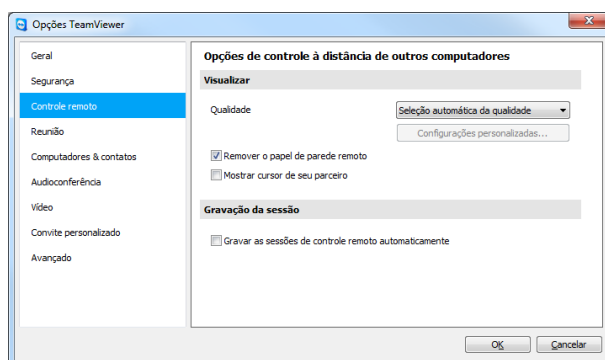 Opções TeamViewer
Geral
Segurança
Controle remoto
Reunião
Computadores & contatos
Audioconferência
Vídeo
Convite personalizado
Avançado
Opções de controle à distância de outros computadores
Visualizar
Qualidade
Seleção automática da qualidade
Configurações personalizadas...
Remover o papel de parede remoto
Mostrar cursor de seu parceiro
Gravação da sessão
Gravar as sessões de controle remoto automaticamente
OK
Cancelar